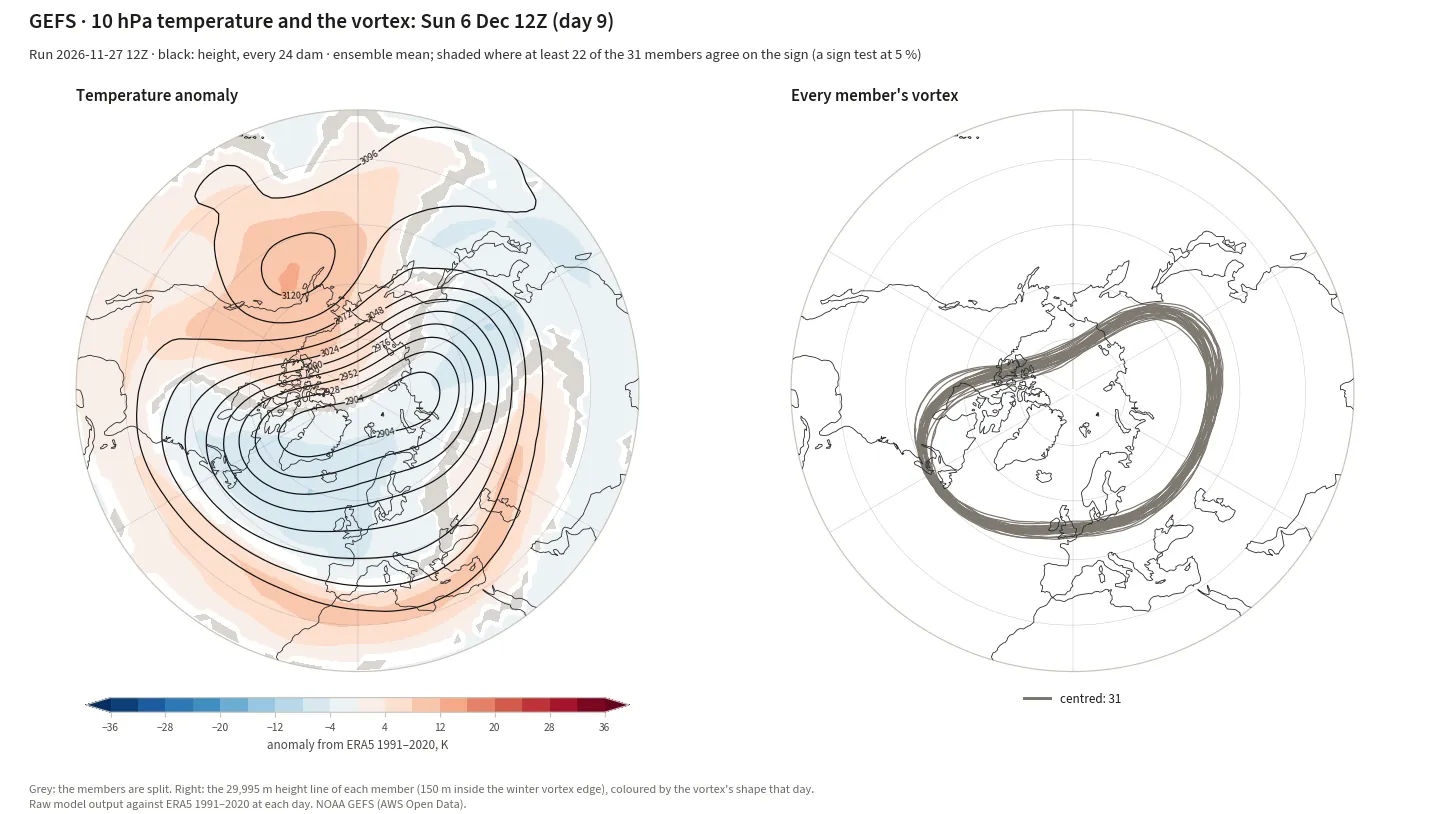 GEFS · 10 hPa temperature and the vortex: Sun 6 Dec 12Z (day 9)
Run 2026-11-27 12Z · black: height, every 24 dam · ensemble mean; shaded where at least 22 of the 31 members agree on the sign (a sign test at 5 %)
Temperature anomaly
Every member's vortex
3096
3120
3072
3048
2976
3024
3000
2952
2928
2904
2904
centred: 31
−36
−28
−20
−12
−4
4
12
20
28
36
anomaly from ERA5 1991–2020, K
Grey: the members are split. Right: the 29,995 m height line of each member (150 m inside the winter vortex edge), coloured by the vortex's shape that day.
Raw model output against ERA5 1991–2020 at each day. NOAA GEFS (AWS Open Data).